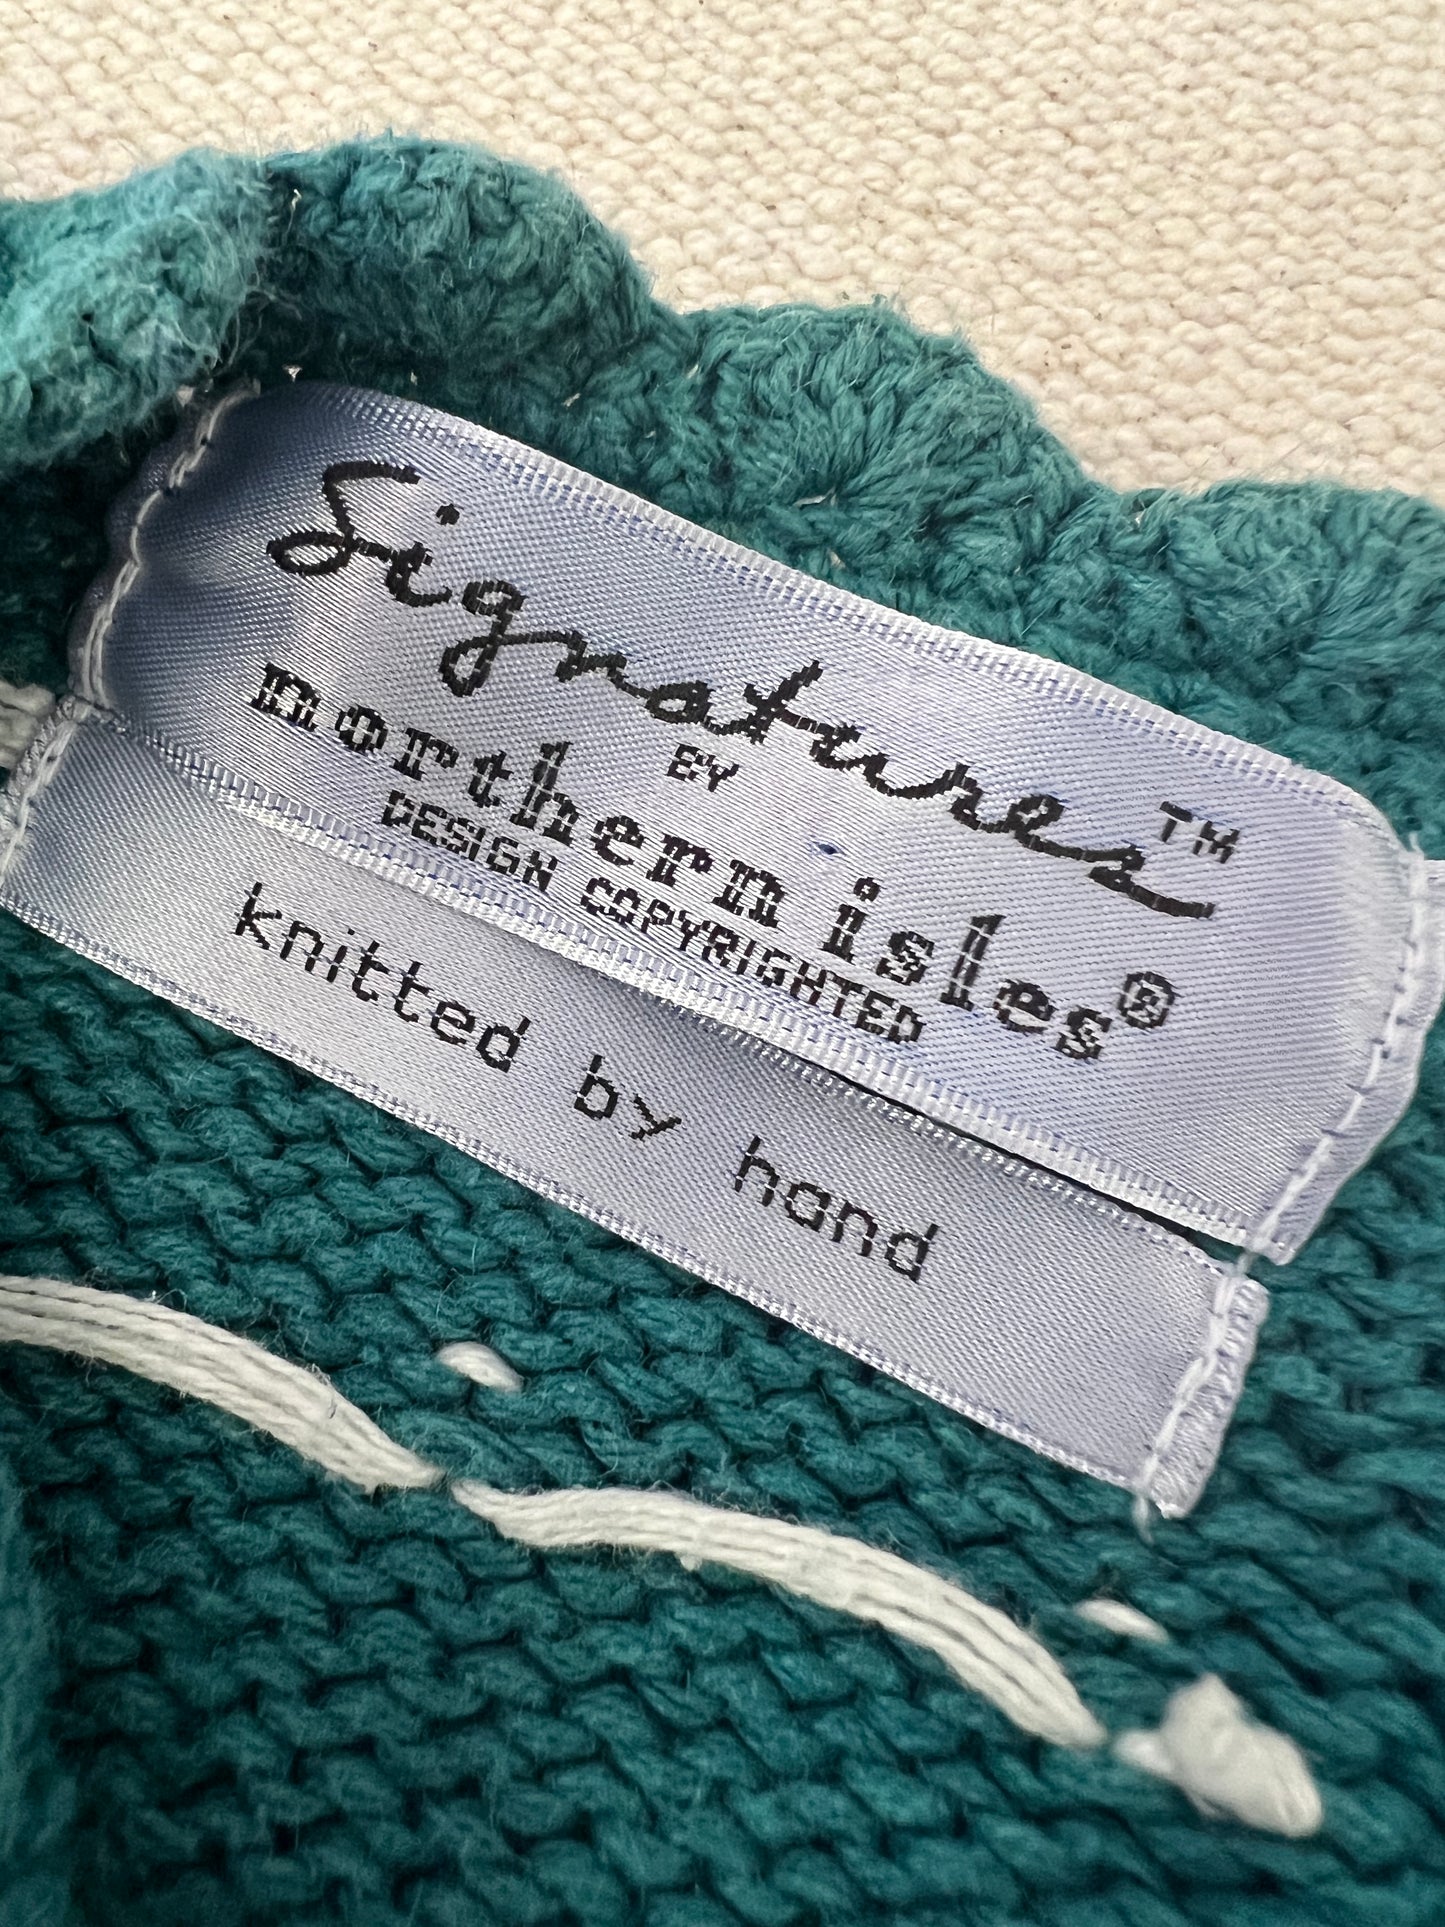 Signatures™
BY
northern isles®
DESIGN COPYRIGHTED
knitted by hand